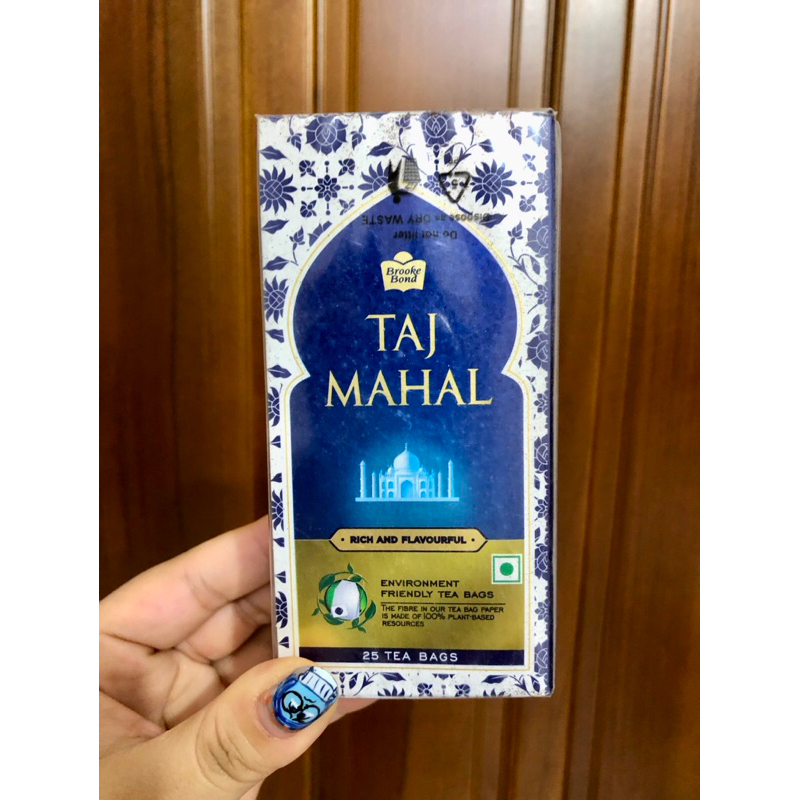 Do not litter
Dispose as DRY WASTE
Brooke
Bond
TAJ
MAHAL
RICH AND FLAVOURFUL
ENVIRONMENT
FRIENDLY TEA BAGS
THE FIBRE IN OUR TEA BAG PAPER
IS MADE OF 100% PLANT-BASED
RESOURCES
25 TEA BAGS